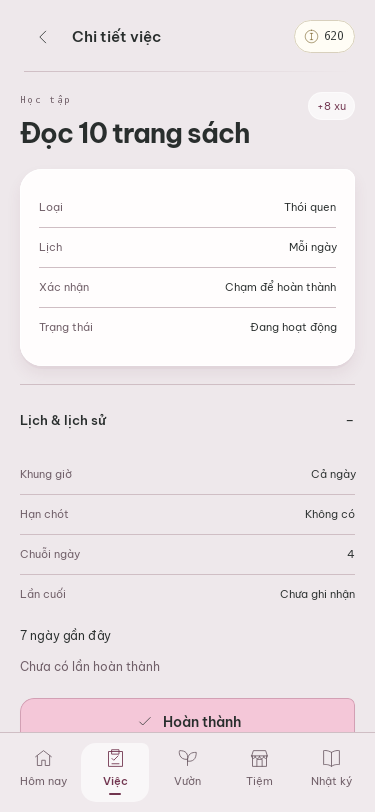 Chi tiết việc
620
Học tập
+8 xu
Đọc 10 trang sách
Loại
Thói quen
Lịch
Mỗi ngày
Xác nhận
Chạm để hoàn thành
Trạng thái
Đang hoạt động
Lịch & lịch sử
–
Khung giờ
Cả ngày
Hạn chót
Không có
Chuỗi ngày
4
Lần cuối
Chưa ghi nhận
7 ngày gần đây
Chưa có lần hoàn thành
Hoàn thành
Hôm nay
Việc
Vườn
Tiệm
Nhật ký